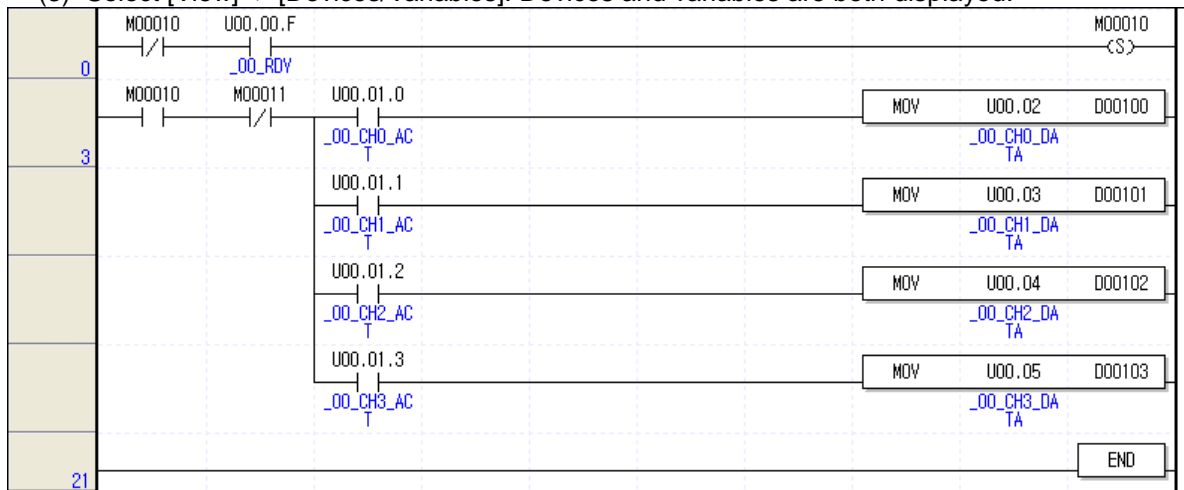 (3) Select [View] → [Devices/Variables]. Devices and variables are both displayed.
M00010 U00.00.F M00010
(S)
0 _00_RDY
M00010 M00011 U00.01.0 MOV U00.02 D00100
_00_CH0_AC _00_CH0_DA
3 T TA
U00.01.1 MOV U00.03 D00101
_00_CH1_AC _00_CH1_DA
T TA
U00.01.2 MOV U00.04 D00102
_00_CH2_AC _00_CH2_DA
T TA
U00.01.3 MOV U00.05 D00103
_00_CH3_AC _00_CH3_DA
T TA
END
21